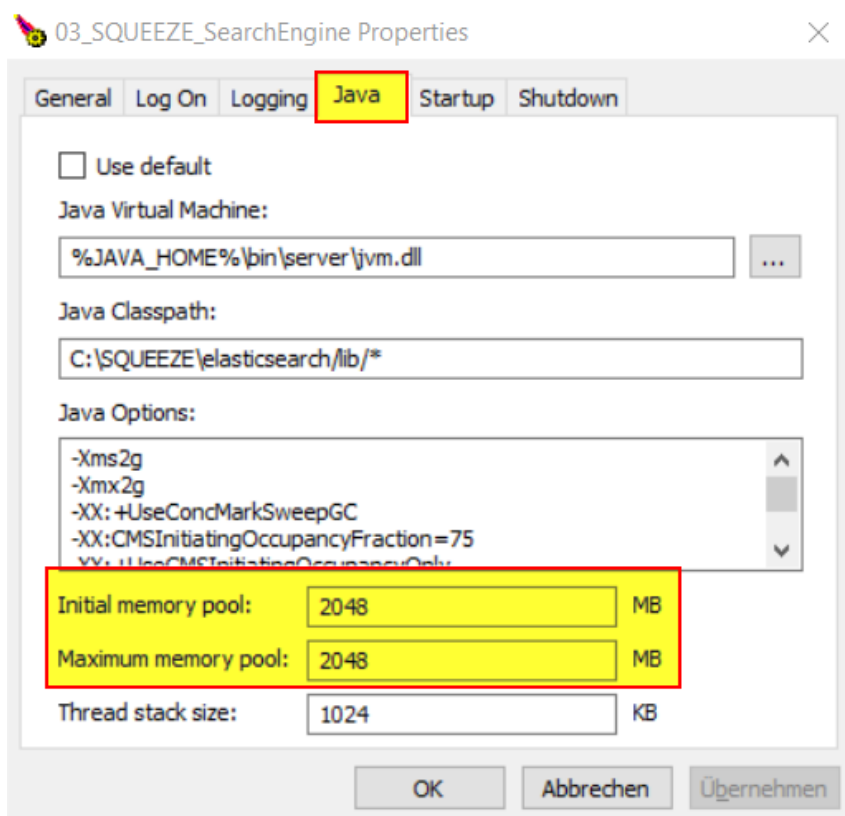 03_SQUEEZE_SearchEngine Properties
General Log On Logging Java Startup Shutdown
Use default
Java Virtual Machine:
%JAVA_HOME%\bin\server\jvm.dll ...
Java Classpath:
C:\SQUEEZE\elasticsearch/lib/*
Java Options:
-Xms2g
-Xmx2g
-XX:+UseConcMarkSweepGC
-XX:CMSInitiatingOccupancyFraction=75
-XX:+UseCMSInitiatingOccupancyOnly
Initial memory pool: 2048 MB
Maximum memory pool: 2048 MB
Thread stack size: 1024 KB
OK Abbrechen Übernehmen